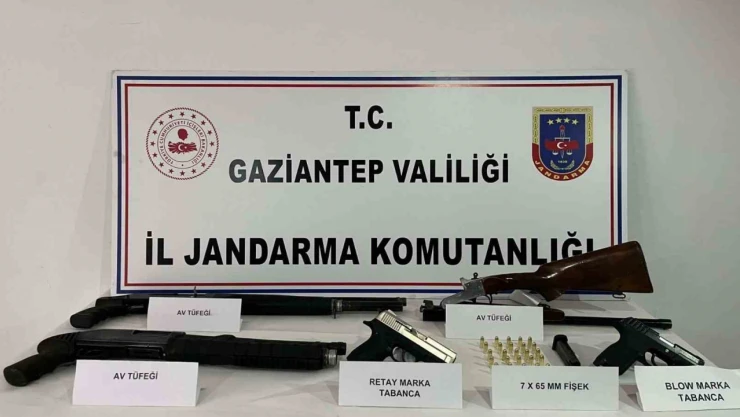 T.C.
GAZİANTEP VALİLİĞİ
İL JANDARMA KOMUTANLIĞI
JANDARMA
AV TÜFEĞİ
AV TÜFEĞİ
AV TÜFEĞİ
RETAY MARKA
TABANCA
7 X 65 MM FİŞEK
BLOW MARKA
TABANCA